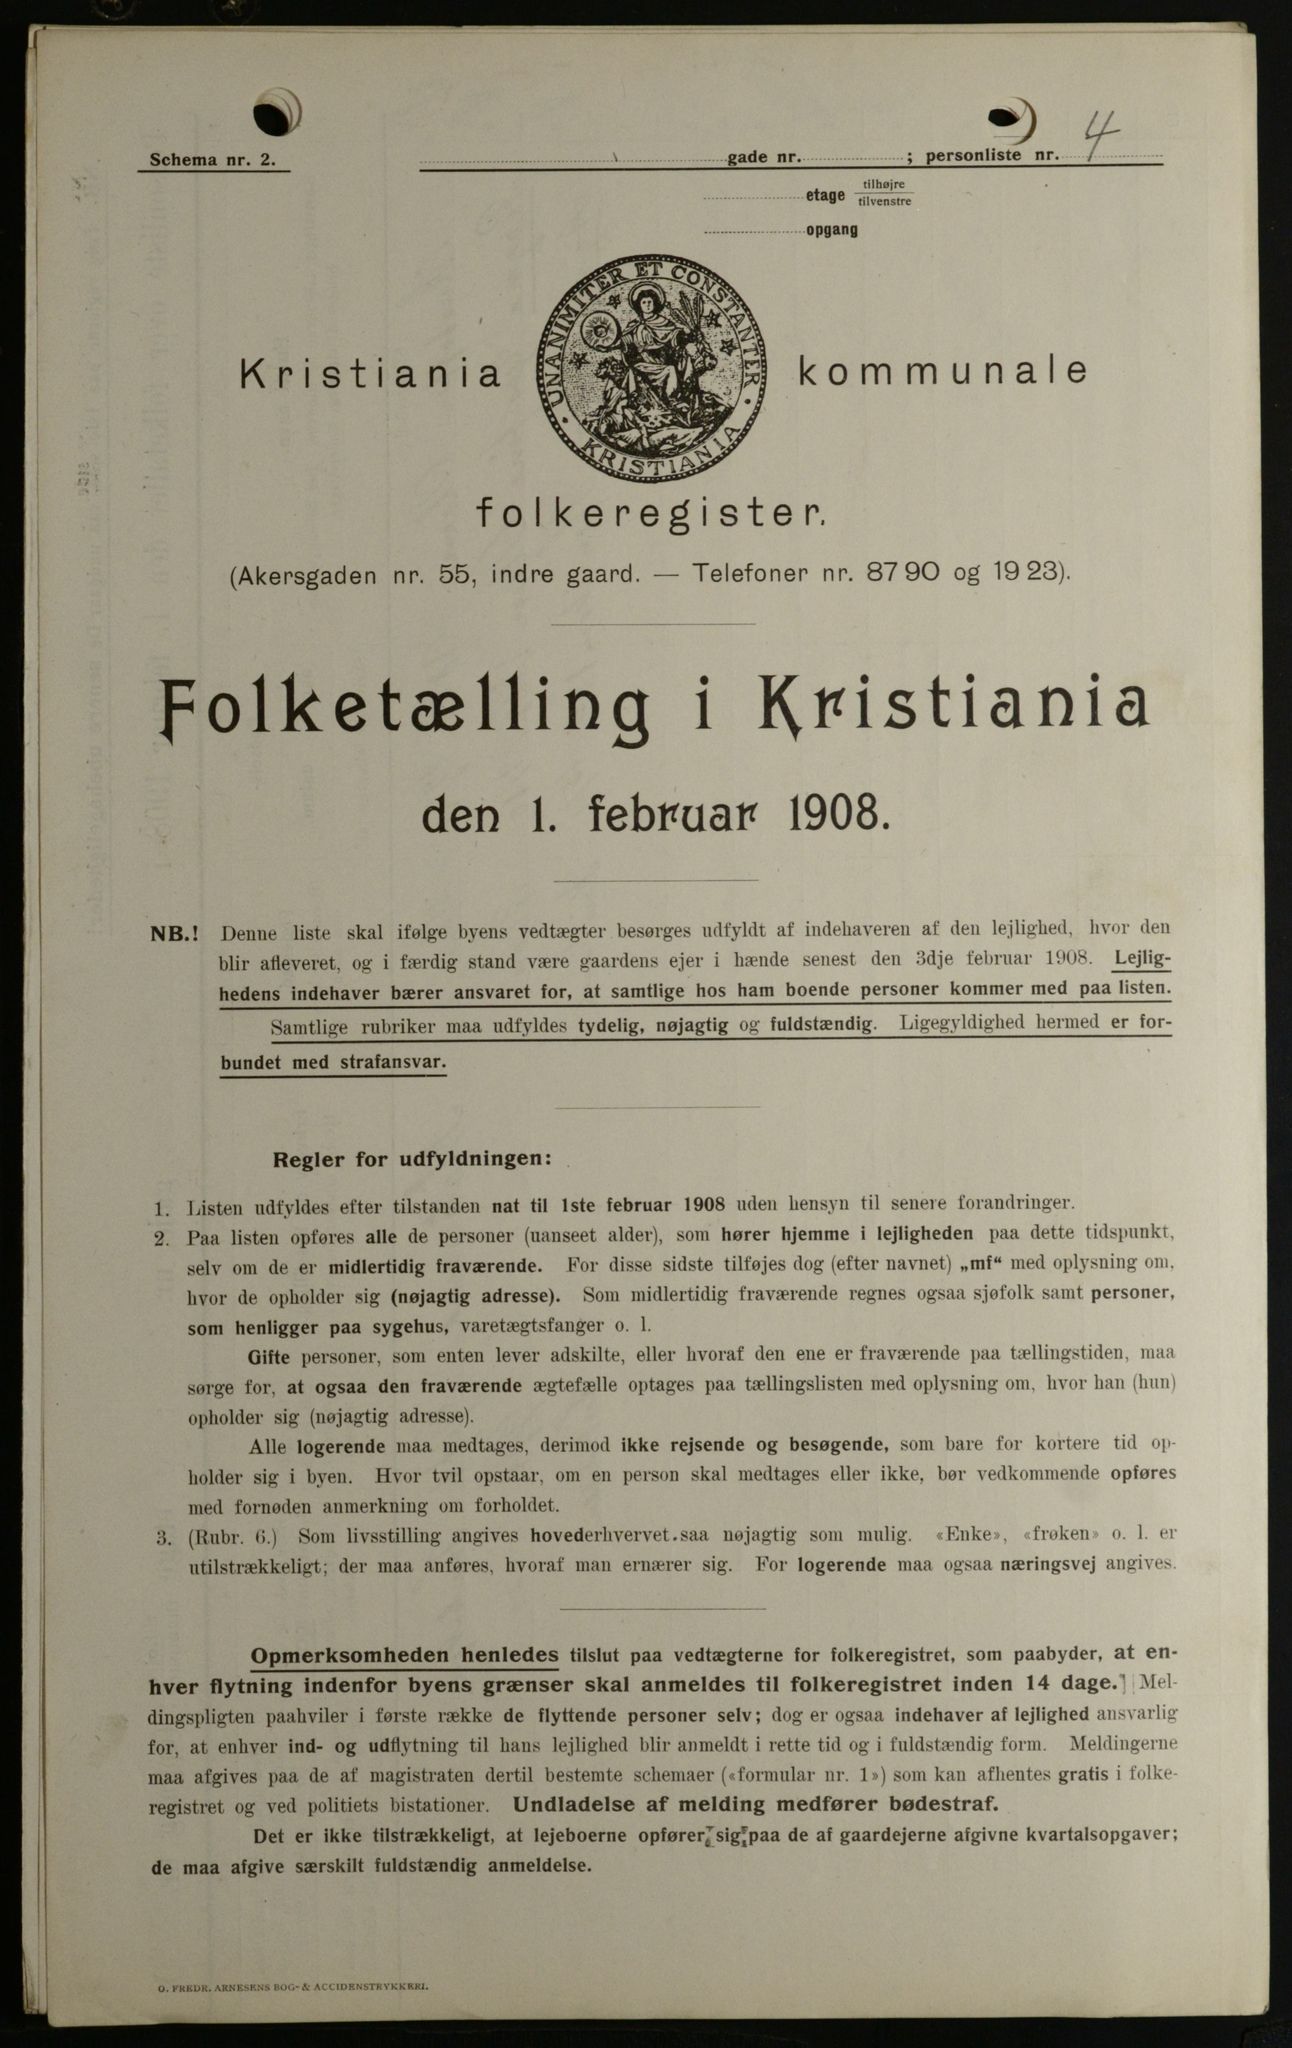 Schema nr. 2.
gade nr. ; personliste nr. 4
etage tilhøjre
tilvenstre
opgang
UNANIMITER ET CONSTANTER · KRISTIANIA ·
Kristiania kommunale
folkeregister.
(Akersgaden nr. 55, indre gaard. — Telefoner nr. 87 90 og 19 23).
Folketælling i Kristiania
den 1. februar 1908.
NB.! Denne liste skal ifølge byens vedtægter besørges udfyldt af indehaveren af den lejlighed, hvor den
blir afleveret, og i færdig stand være gaardens ejer i hænde senest den 3dje februar 1908. Lejlig-
hedens indehaver bærer ansvaret for, at samtlige hos ham boende personer kommer med paa listen.
Samtlige rubriker maa udfyldes tydelig, nøjagtig og fuldstændig. Ligegyldighed hermed er for-
bundet med strafansvar.
Regler for udfyldningen:
1. Listen udfyldes efter tilstanden nat til 1ste februar 1908 uden hensyn til senere forandringer.
2. Paa listen opføres alle de personer (uanseet alder), som hører hjemme i lejligheden paa dette tidspunkt,
selv om de er midlertidig fraværende. For disse sidste tilføjes dog (efter navnet) „mf“ med oplysning om,
hvor de opholder sig (nøjagtig adresse). Som midlertidig fraværende regnes ogsaa sjøfolk samt personer,
som henligger paa sygehus, varetægtsfanger o. l.
Gifte personer, som enten lever adskilte, eller hvoraf den ene er fraværende paa tællingstiden, maa
sørge for, at ogsaa den fraværende ægtefælle optages paa tællingslisten med oplysning om, hvor han (hun)
opholder sig (nøjagtig adresse).
Alle logerende maa medtages, derimod ikke rejsende og besøgende, som bare for kortere tid op-
holder sig i byen. Hvor tvil opstaar, om en person skal medtages eller ikke, bør vedkommende opføres
med fornøden anmerkning om forholdet.
3. (Rubr. 6.) Som livsstilling angives hovederhvervet saa nøjagtig som mulig. «Enke», «frøken» o. l. er
utilstrækkeligt; der maa anføres, hvoraf man ernærer sig. For logerende maa ogsaa næringsvej angives.
Opmerksomheden henledes tilslut paa vedtægterne for folkeregistret, som paabyder, at en-
hver flytning indenfor byens grænser skal anmeldes til folkeregistret inden 14 dage. Mel-
dingspligten paahviler i første række de flyttende personer selv; dog er ogsaa indehaver af lejlighed ansvarlig
for, at enhver ind- og udflytning til hans lejlighed blir anmeldt i rette tid og i fuldstændig form. Meldingerne
maa afgives paa de af magistraten dertil bestemte schemaer («formular nr. 1») som kan afhentes gratis i folke-
registret og ved politiets bistationer. Undladelse af melding medfører bødestraf.
Det er ikke tilstrækkeligt, at lejeboerne opfører sig paa de af gaardejerne afgivne kvartalsopgaver;
de maa afgive særskilt fuldstændig anmeldelse.
O. FREDR. ARNESENS BOG- & ACCIDENSTRYKKERI.